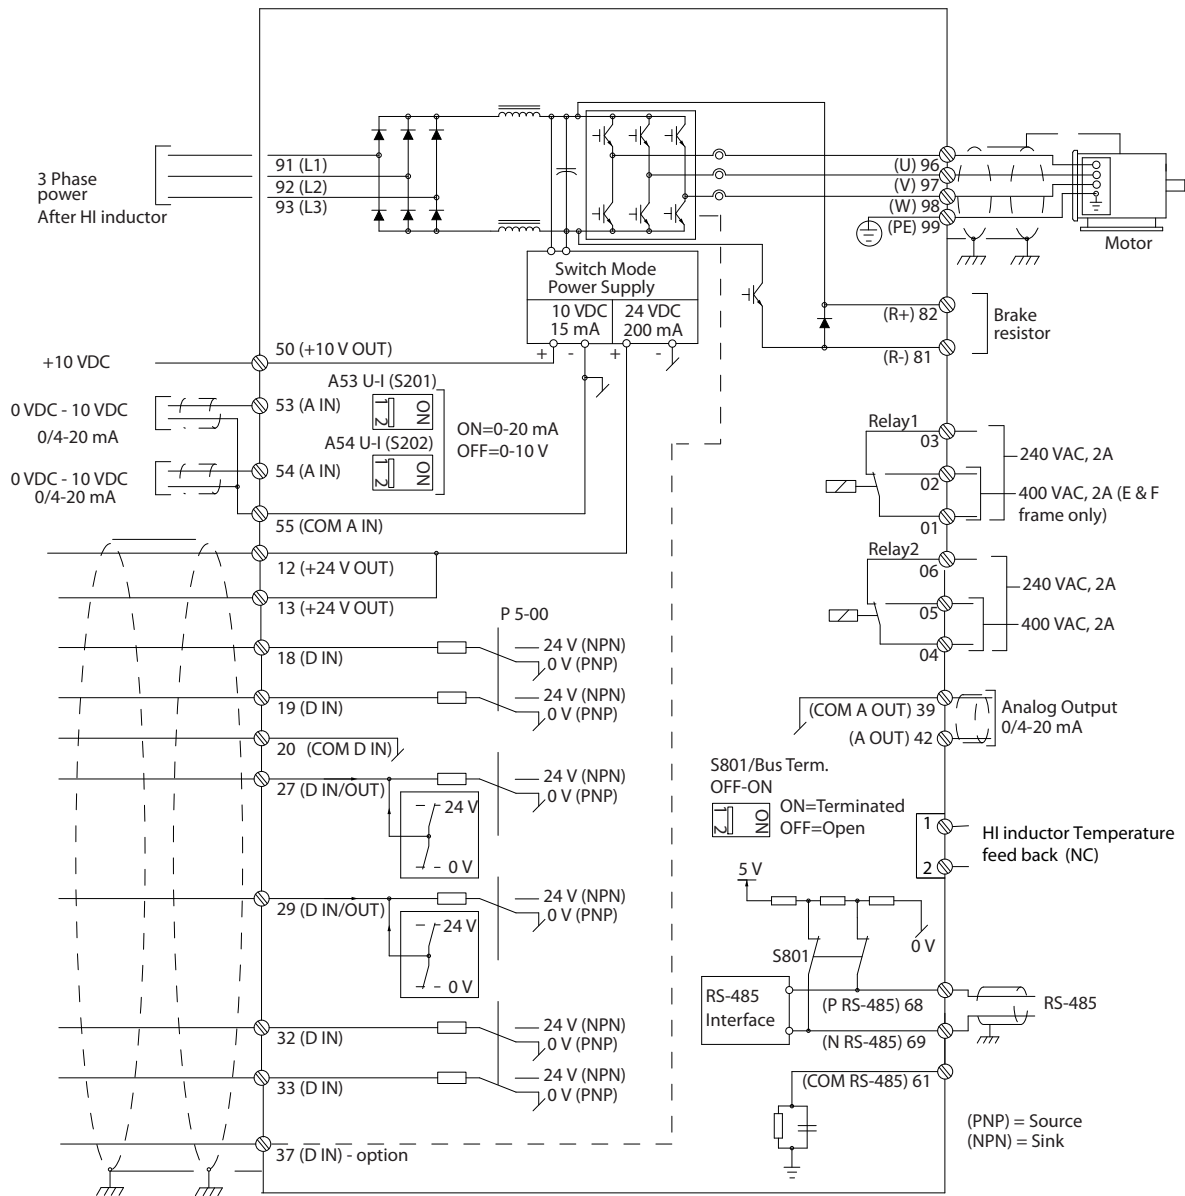 3 Phase
power
After HI inductor
91 (L1)
92 (L2)
93 (L3)
(U) 96
(V) 97
(W) 98
(PE) 99
Motor
Switch Mode
Power Supply
10 VDC
15 mA
24 VDC
200 mA
+ - + -
(R+) 82
(R-) 81
Brake
resistor
+10 VDC
50 (+10 V OUT)
0 VDC - 10 VDC
0/4-20 mA
53 (A IN)
A53 U-I (S201)
1 2
ON
A54 U-I (S202)
1 2
ON
ON=0-20 mA
OFF=0-10 V
0 VDC - 10 VDC
0/4-20 mA
54 (A IN)
55 (COM A IN)
12 (+24 V OUT)
13 (+24 V OUT)
P 5-00
18 (D IN)
24 V (NPN)
0 V (PNP)
19 (D IN)
24 V (NPN)
0 V (PNP)
20 (COM D IN)
27 (D IN/OUT)
24 V (NPN)
0 V (PNP)
24 V
0 V
29 (D IN/OUT)
24 V (NPN)
0 V (PNP)
24 V
0 V
32 (D IN)
24 V (NPN)
0 V (PNP)
33 (D IN)
24 V (NPN)
0 V (PNP)
37 (D IN) - option
Relay1
03
02
01
240 VAC, 2A
400 VAC, 2A (E & F
frame only)
Relay2
06
05
04
240 VAC, 2A
400 VAC, 2A
(COM A OUT) 39
(A OUT) 42
Analog Output
0/4-20 mA
S801/Bus Term.
OFF-ON
1 2
ON
ON=Terminated
OFF=Open
1
2
HI inductor Temperature
feed back (NC)
5 V
0 V
S801
RS-485
Interface
(P RS-485) 68
(N RS-485) 69
RS-485
(COM RS-485) 61
(PNP) = Source
(NPN) = Sink